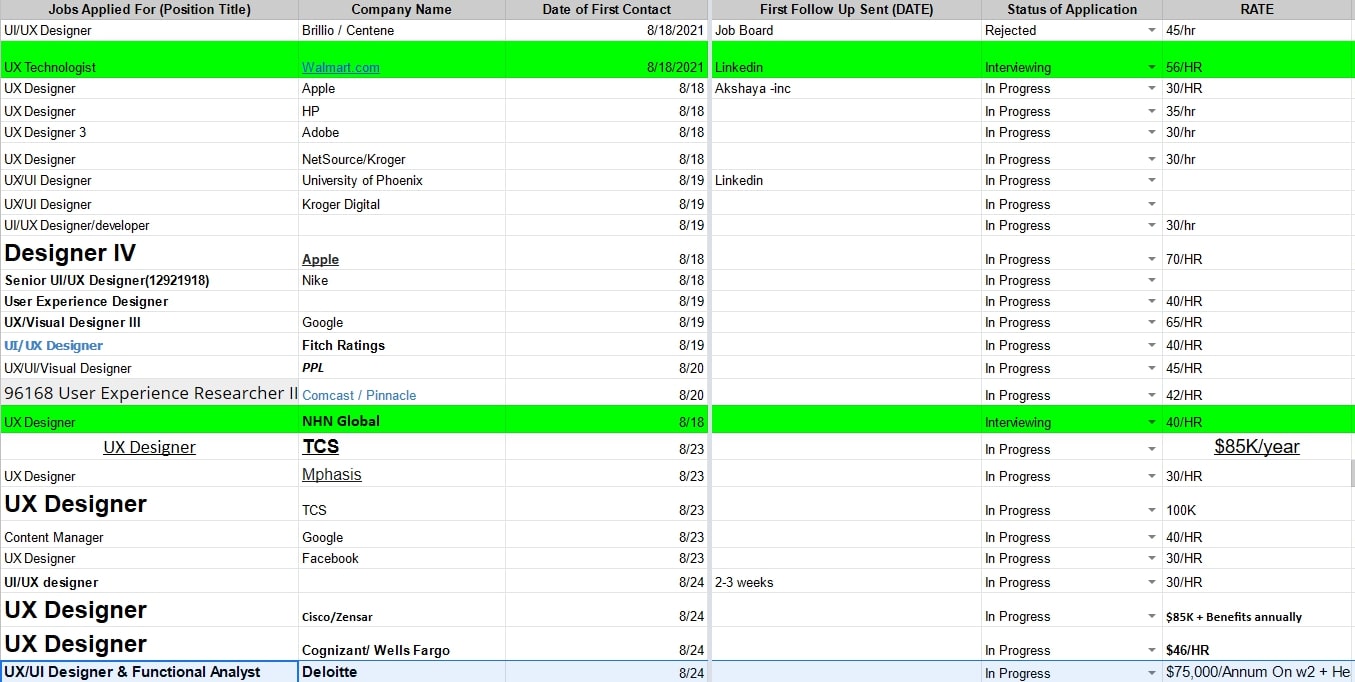 Jobs Applied For (Position Title) Company Name Date of First Contact First Follow Up Sent (DATE) Status of Application RATE
UI/UX Designer Brillio / Centene 8/18/2021 Job Board Rejected 45/hr
UX Technologist Walmart.com 8/18/2021 Linkedin Interviewing 56/HR
UX Designer Apple 8/18 Akshaya -inc In Progress 30/HR
UX Designer HP 8/18 In Progress 35/hr
UX Designer 3 Adobe 8/18 In Progress 30/hr
UX Designer NetSource/Kroger 8/18 In Progress 30/hr
UX/UI Designer University of Phoenix 8/19 Linkedin In Progress
UX/UI Designer Kroger Digital 8/19 In Progress
UI/UX Designer/developer 8/19 In Progress 30/hr
Designer IV Apple 8/18 In Progress 70/HR
Senior UI/UX Designer(12921918) Nike 8/18 In Progress
User Experience Designer 8/19 In Progress 40/HR
UX/Visual Designer III Google 8/19 In Progress 65/HR
UI/UX Designer Fitch Ratings 8/19 In Progress 40/HR
UX/UI/Visual Designer PPL 8/20 In Progress 45/HR
96168 User Experience Researcher II Comcast / Pinnacle 8/20 In Progress 42/HR
UX Designer NHN Global 8/18 Interviewing 40/HR
UX Designer TCS 8/23 In Progress $85K/year
UX Designer Mphasis 8/23 In Progress 30/HR
UX Designer TCS 8/23 In Progress 100K
Content Manager Google 8/23 In Progress 40/HR
UX Designer Facebook 8/23 In Progress 30/HR
UI/UX designer 8/24 2-3 weeks In Progress 30/HR
UX Designer Cisco/Zensar 8/24 In Progress $85K + Benefits annually
UX Designer Cognizant/ Wells Fargo 8/24 In Progress $46/HR
UX/UI Designer & Functional Analyst Deloitte 8/24 In Progress $75,000/Annum On w2 + He